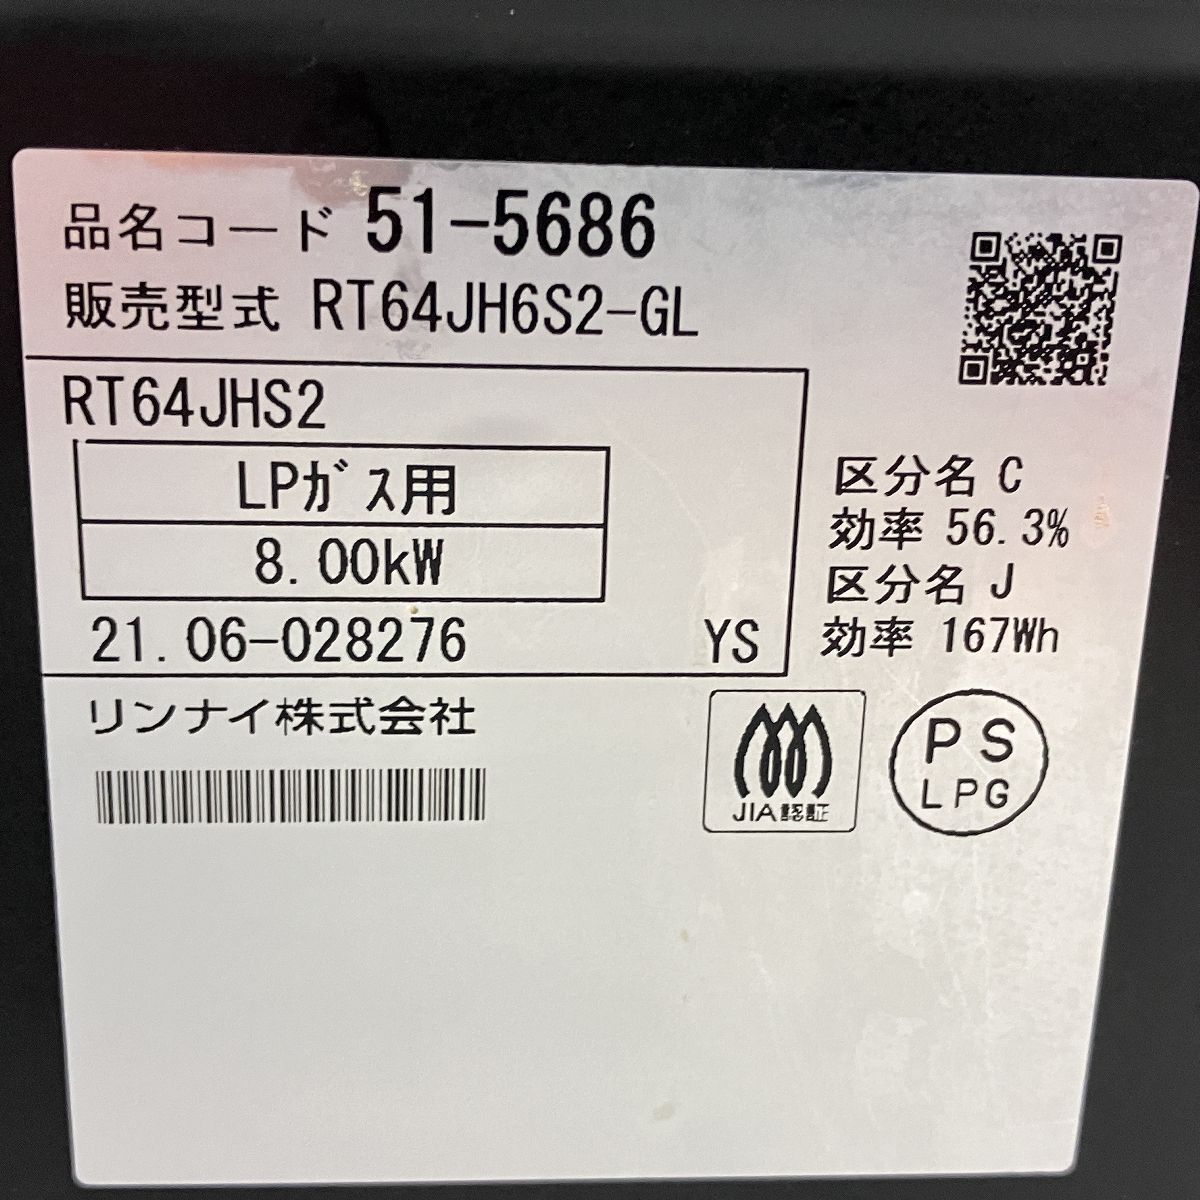 品名コード 51-5686
販売型式 RT64JH6S2-GL
RT64JHS2
LPガス用
8.00kW
21.06-028276 YS
区分名 C
効率 56.3%
区分名 J
効率 167Wh
リンナイ株式会社
JIA認証
PS
LPG